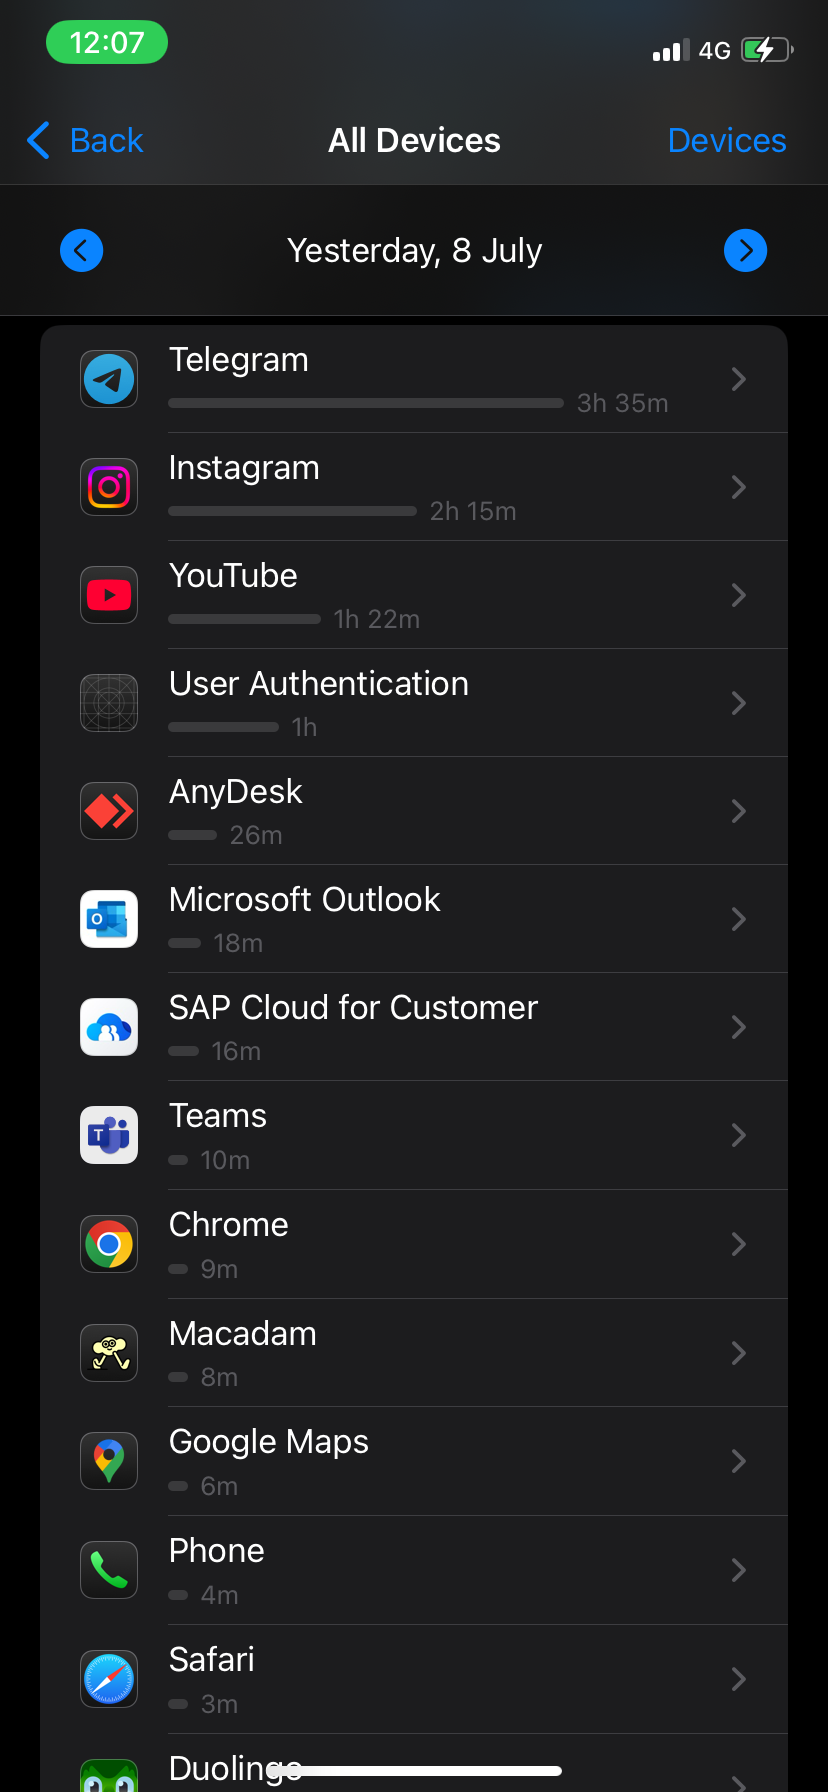 12:07
4G
Back
All Devices
Devices
Yesterday, 8 July
Telegram
3h 35m
Instagram
2h 15m
YouTube
1h 22m
User Authentication
1h
AnyDesk
26m
Microsoft Outlook
18m
SAP Cloud for Customer
16m
Teams
10m
Chrome
9m
Macadam
8m
Google Maps
6m
Phone
4m
Safari
3m
Duolingo